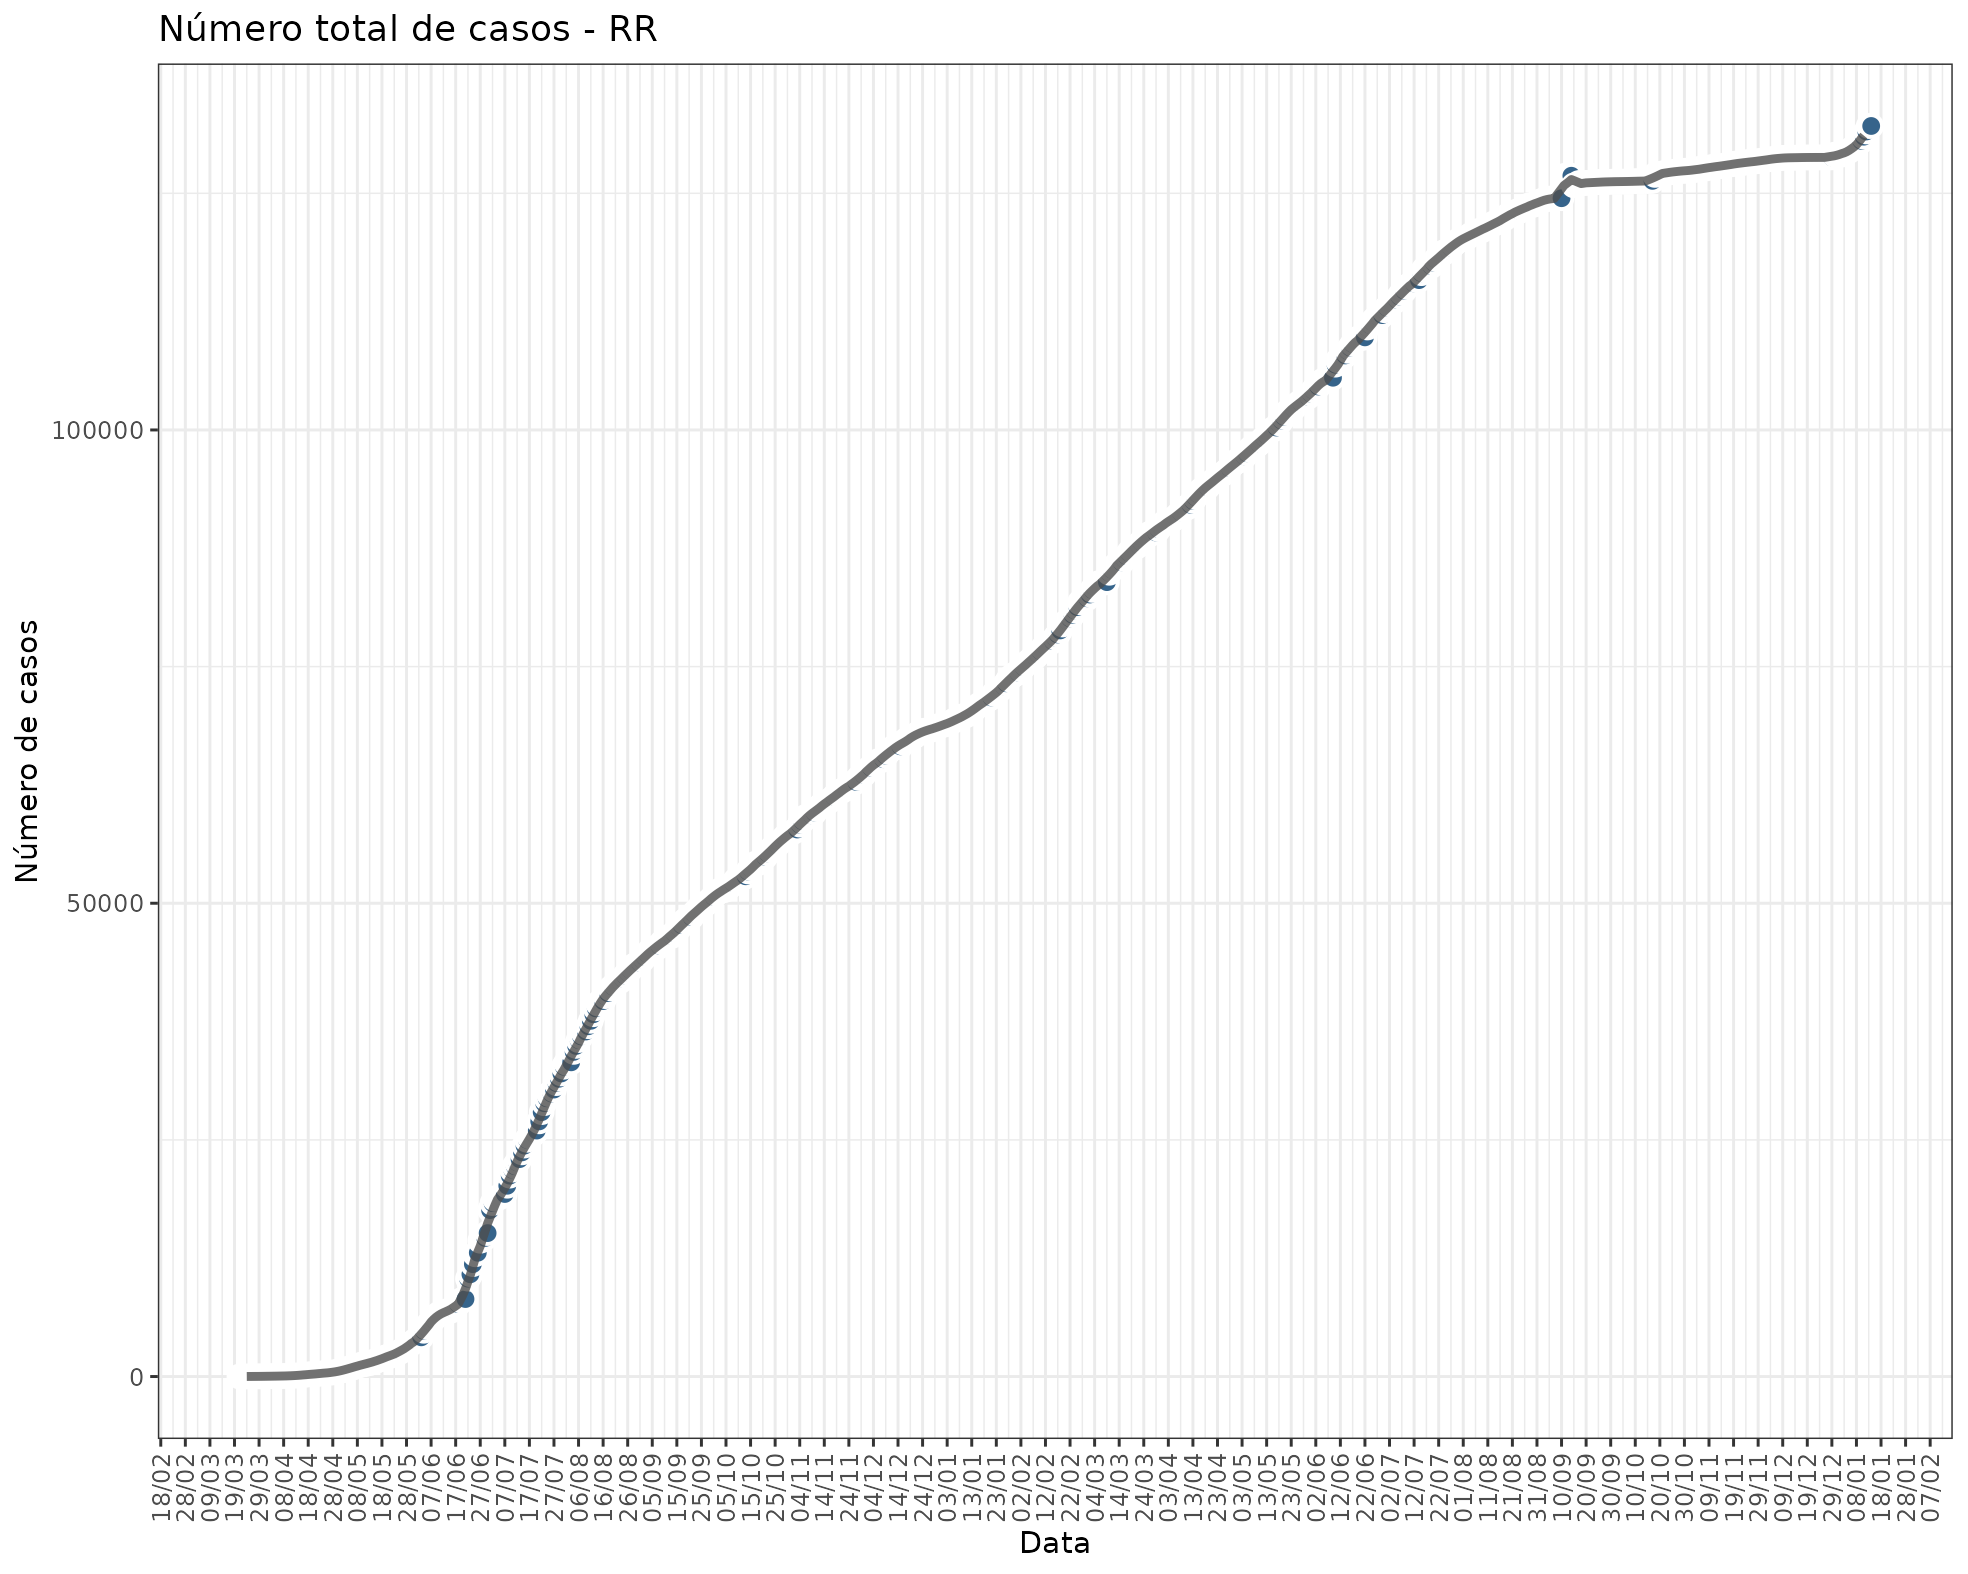 Número total de casos - RR
Número de casos
100000
50000
0
18/02 28/02 09/03 19/03 29/03 08/04 18/04 28/04 08/05 18/05 28/05 07/06 17/06 27/06 07/07 17/07 27/07 06/08 16/08 26/08 05/09 15/09 25/09 05/10 15/10 25/10 04/11 14/11 24/11 04/12 14/12 24/12 03/01 13/01 23/01 02/02 12/02 22/02 04/03 14/03 24/03 03/04 13/04 23/04 03/05 13/05 23/05 02/06 12/06 22/06 02/07 12/07 22/07 01/08 11/08 21/08 31/08 10/09 20/09 30/09 10/10 20/10 30/10 09/11 19/11 29/11 09/12 19/12 29/12 08/01 18/01 28/01 07/02
Data